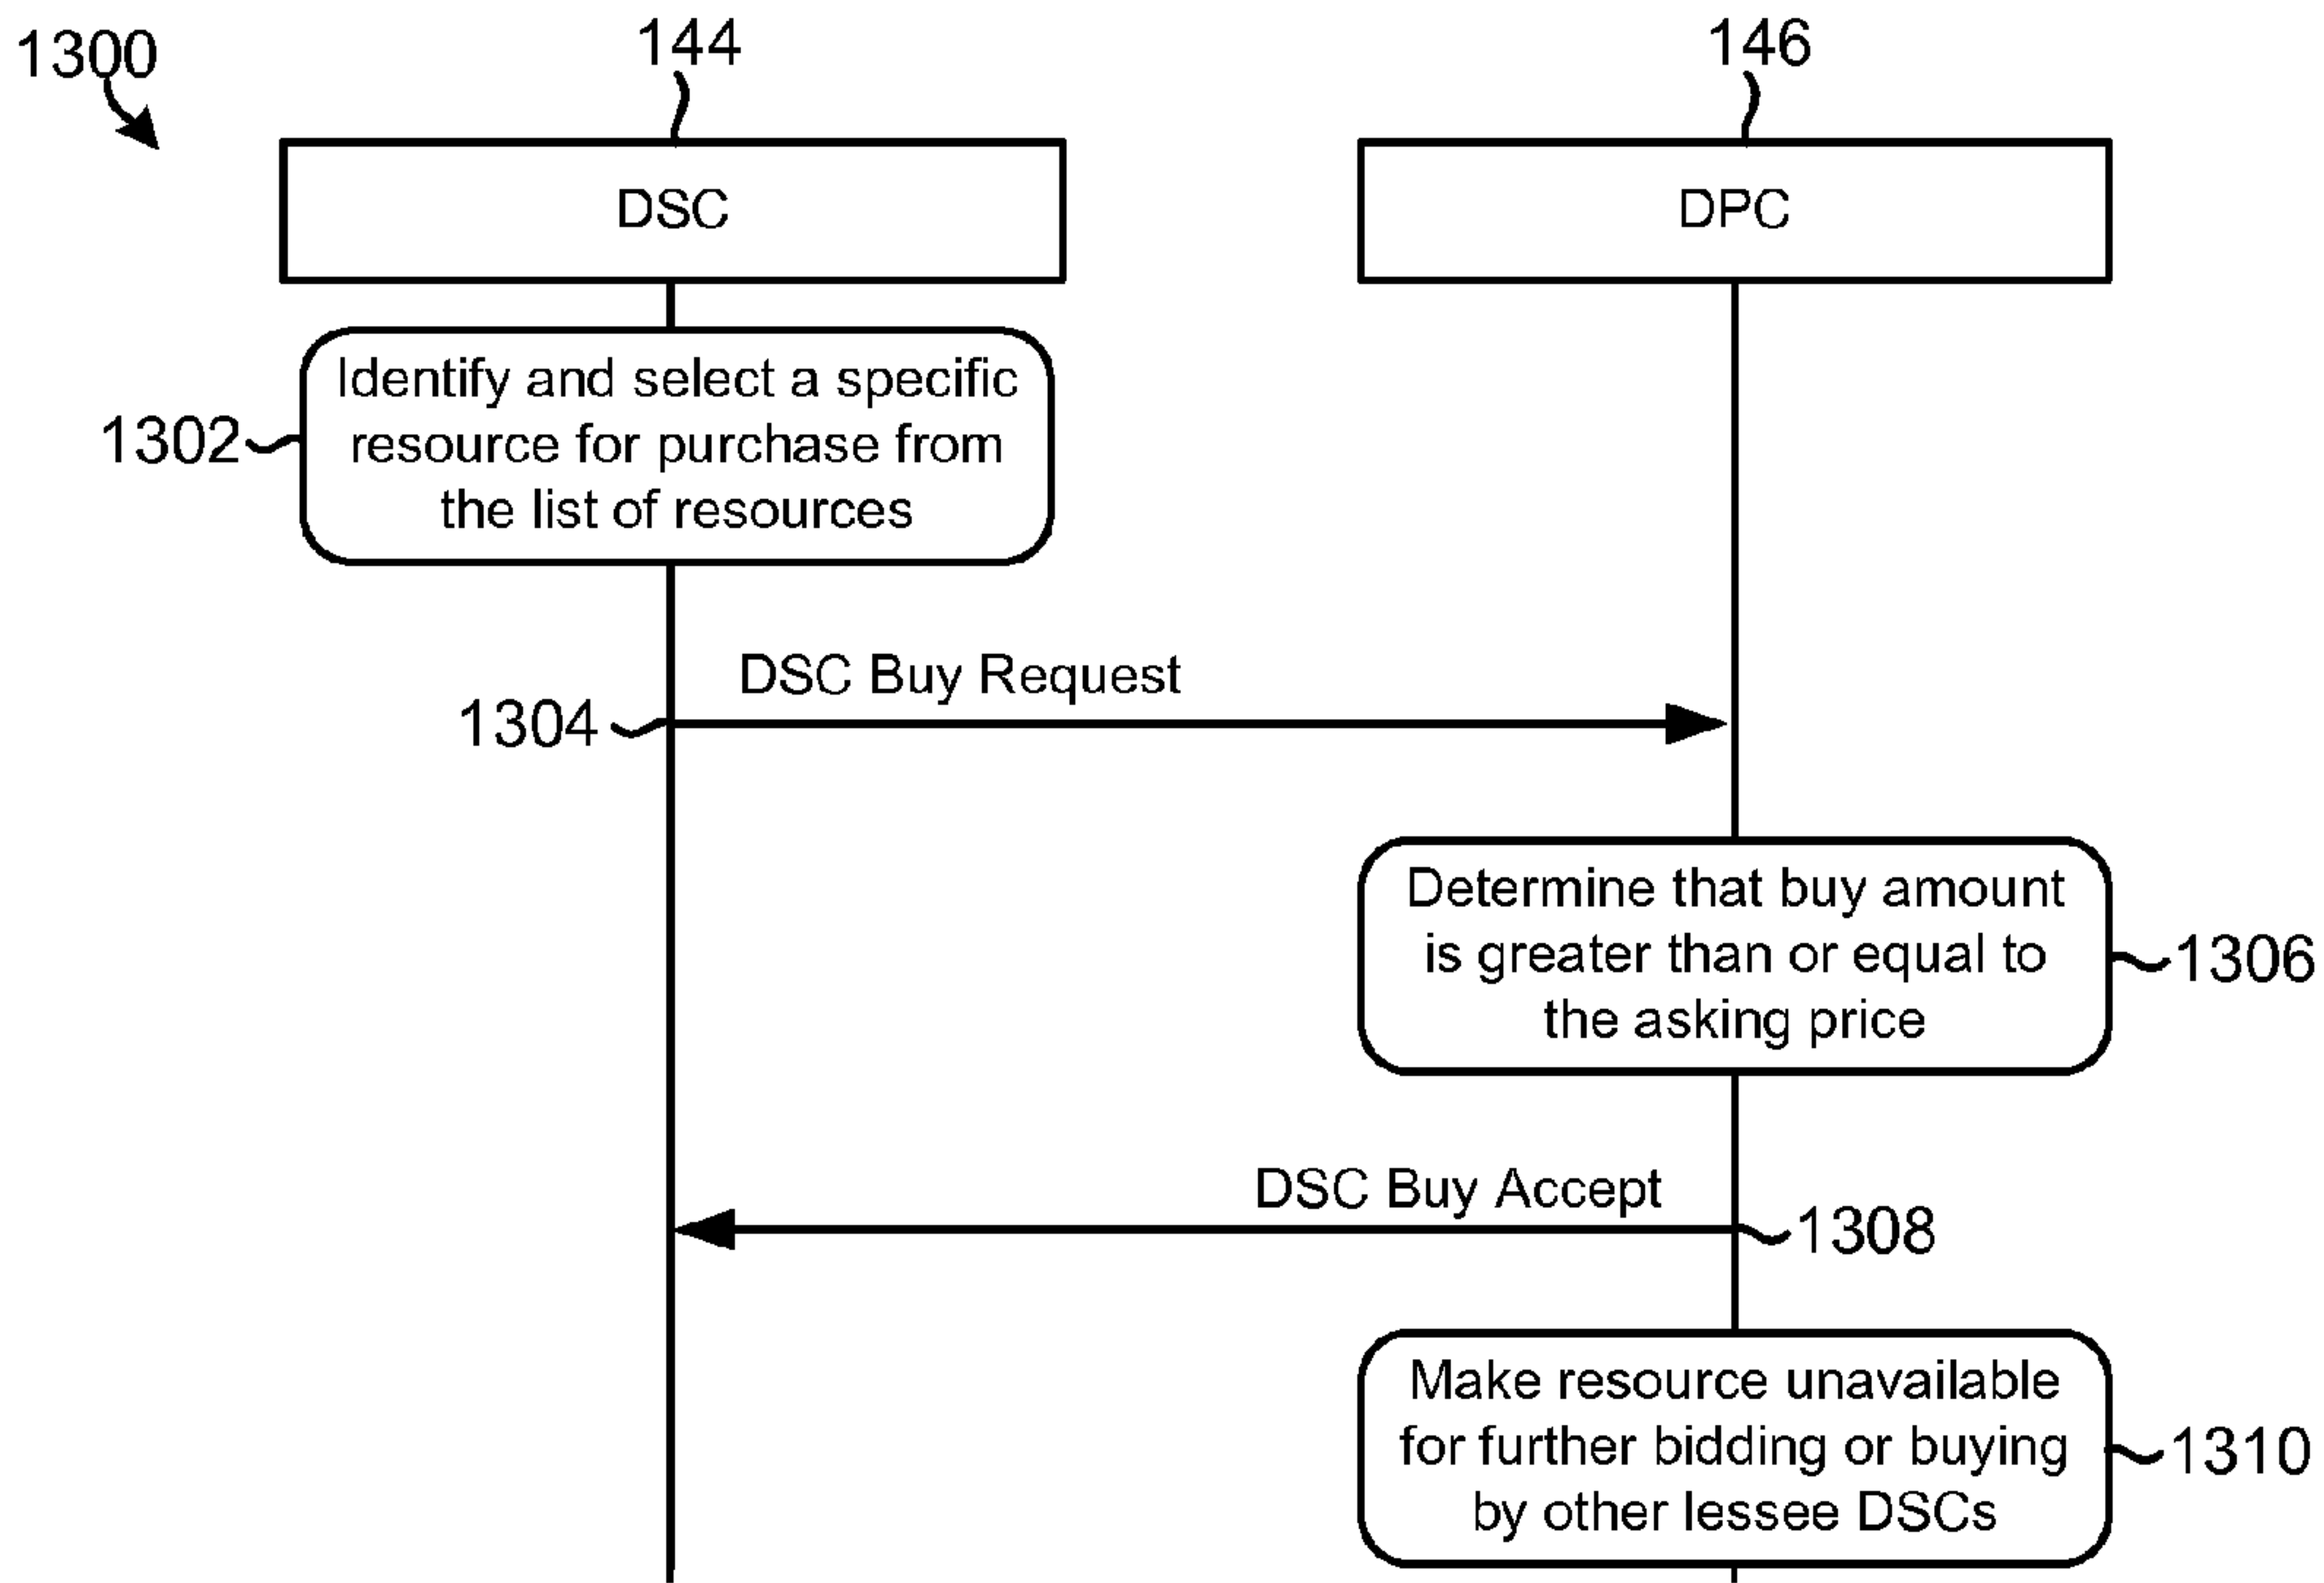 1300
144
146
DSC
DPC
Identify and select a specific
resource for purchase from
the list of resources
1302
DSC Buy Request
1304
Determine that buy amount
is greater than or equal to
the asking price
1306
DSC Buy Accept
1308
Make resource unavailable
for further bidding or buying
by other lessee DSCs
1310